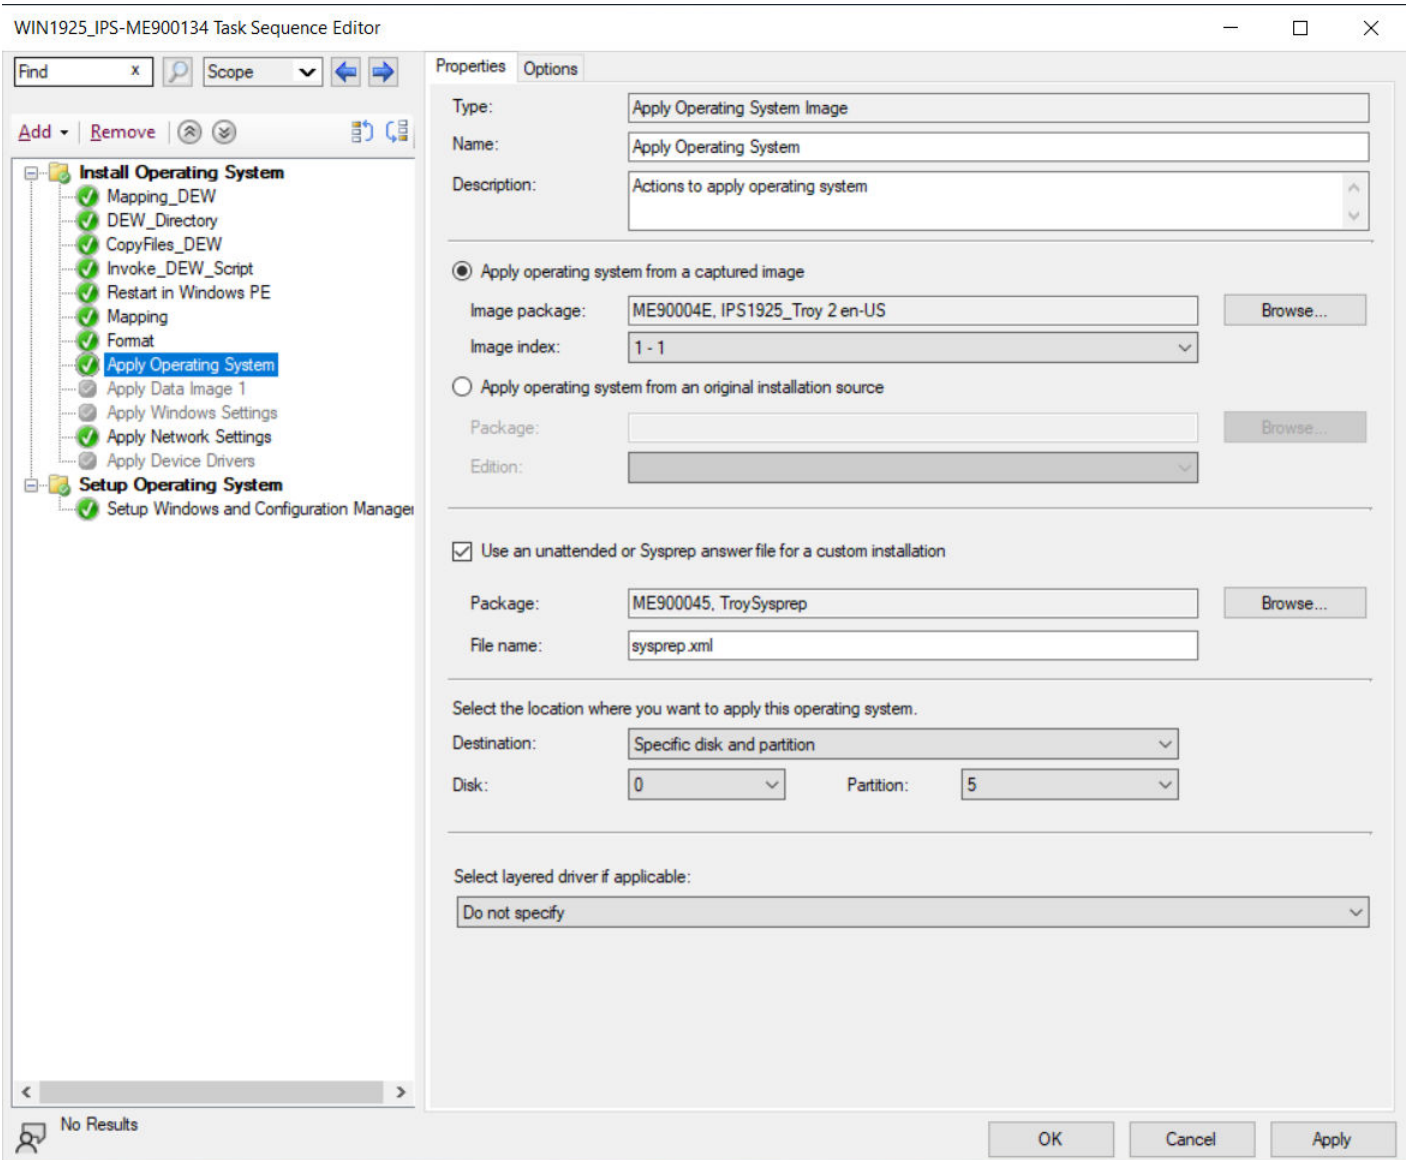 WIN1925_IPS-ME900134 Task Sequence Editor
Find x Scope
Properties Options
Add Remove
Install Operating System
Mapping_DEW
DEW_Directory
CopyFiles_DEW
Invoke_DEW_Script
Restart in Windows PE
Mapping
Format
Apply Operating System
Apply Data Image 1
Apply Windows Settings
Apply Network Settings
Apply Device Drivers
Setup Operating System
Setup Windows and Configuration Manager
No Results
Type: Apply Operating System Image
Name: Apply Operating System
Description: Actions to apply operating system
Apply operating system from a captured image
Image package: ME90004E, IPS1925_Troy 2 en-US Browse...
Image index: 1 - 1
Apply operating system from an original installation source
Package: Browse...
Edition:
Use an unattended or Sysprep answer file for a custom installation
Package: ME900045, TroySysprep Browse...
File name: sysprep.xml
Select the location where you want to apply this operating system.
Destination: Specific disk and partition
Disk: 0 Partition: 5
Select layered driver if applicable:
Do not specify
OK Cancel Apply